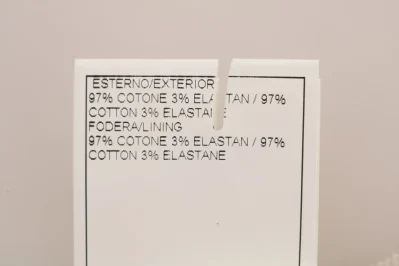 ESTERNO/EXTERIOR
97% COTONE 3% ELASTAN / 97%
COTTON 3% ELASTANE
FODERA/LINING
97% COTONE 3% ELASTAN / 97%
COTTON 3% ELASTANE